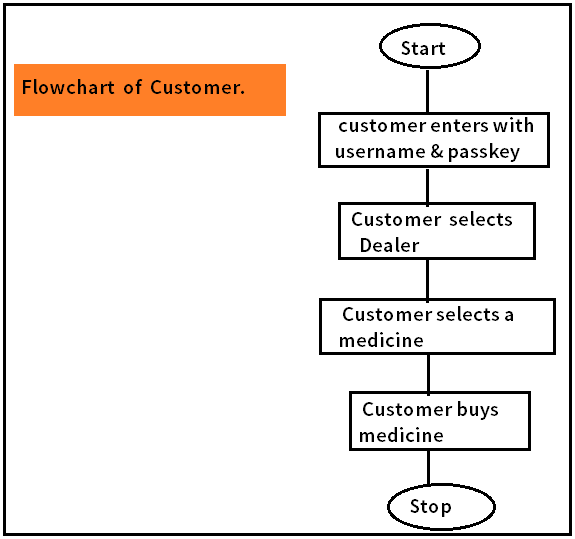 Flowchart of Customer.
Start
customer enters with
username & passkey
Customer selects
Dealer
Customer selects a
medicine
Customer buys
medicine
Stop